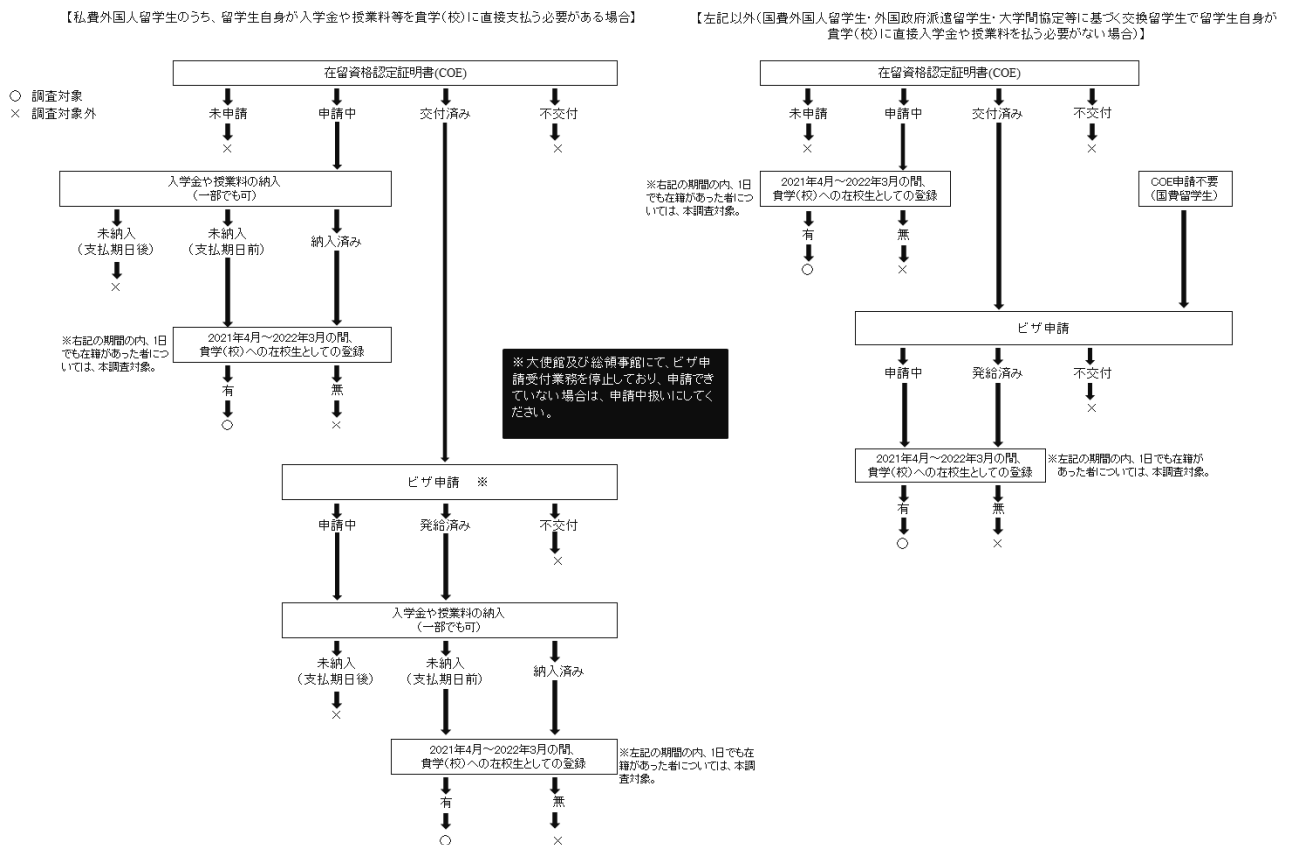 【私費外国人留学生のうち、留学生自身が入学金や授業料等を貴学(校)に直接支払う必要がある場合】
○ 調査対象
× 調査対象外
在留資格認定証明書(COE)
未申請 申請中 交付済み 不交付
× ×
入学金や授業料の納入
(一部でも可)
未納入 未納入 納入済み
(支払期日後) (支払期日前)
×
※右記の期間の内、1日
でも在籍があった者につ
いては、本調査対象。
2021年4月～2022年3月の間、
貴学(校)への在校生としての登録
有 無
○ ×
※大使館及び総領事館にて、ビザ申
請受付業務を停止しており、申請でき
ていない場合は、申請中扱いにしてく
ださい。
ビザ申請 ※
申請中 発給済み 不交付
×
入学金や授業料の納入
(一部でも可)
未納入 未納入 納入済み
(支払期日後) (支払期日前)
×
2021年4月～2022年3月の間、
貴学(校)への在校生としての登録
※左記の期間の内、1日でも在
籍があった者については、本調
査対象。
有 無
○ ×
【左記以外(国費外国人留学生・外国政府派遣留学生・大学間協定等に基づく交換留学生で留学生自身が
貴学(校)に直接入学金や授業料を払う必要がない場合)】
在留資格認定証明書(COE)
未申請 申請中 交付済み 不交付
× ×
※右記の期間の内、1日
でも在籍があった者につ
いては、本調査対象。
2021年4月～2022年3月の間、
貴学(校)への在校生としての登録
有 無
○ ×
COE申請不要
(国費留学生)
ビザ申請
申請中 発給済み 不交付
×
2021年4月～2022年3月の間、
貴学(校)への在校生としての登録
※左記の期間の内、1日でも在籍が
あった者については、本調査対象。
有 無
○ ×